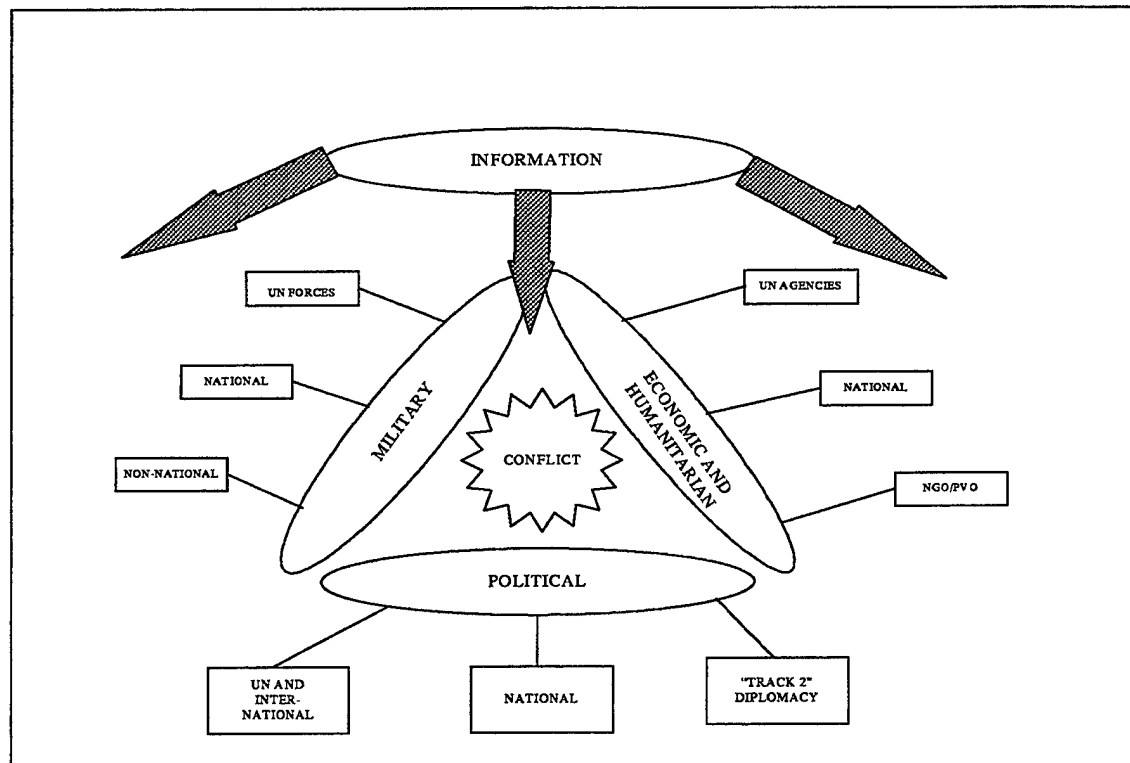 INFORMATION
UN FORCES
UN AGENCIES
NATIONAL
NATIONAL
MILITARY
ECONOMIC AND
HUMANITARIAN
CONFLICT
NON-NATIONAL
NGO/PVO
POLITICAL
UN AND
INTER-
NATIONAL
NATIONAL
"TRACK 2"
DIPLOMACY